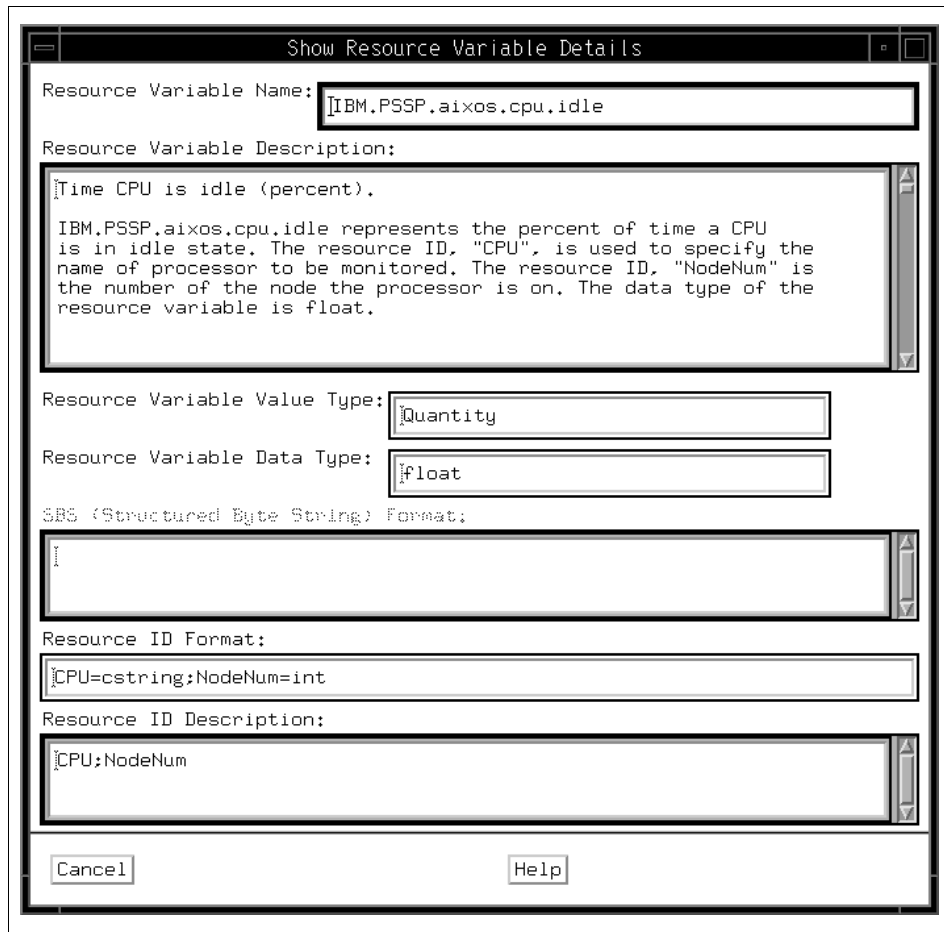 Show Resource Variable Details
Resource Variable Name:
IBM.PSSP.aixos.cpu.idle
Resource Variable Description:
Time CPU is idle (percent).
IBM.PSSP.aixos.cpu.idle represents the percent of time a CPU
is in idle state. The resource ID, "CPU", is used to specify the
name of processor to be monitored. The resource ID, "NodeNum" is
the number of the node the processor is on. The data type of the
resource variable is float.
Resource Variable Value Type:
Quantity
Resource Variable Data Type:
float
SBS (Structured Byte String) Format:
Resource ID Format:
CPU=cstring;NodeNum=int
Resource ID Description:
CPU;NodeNum
Cancel
Help